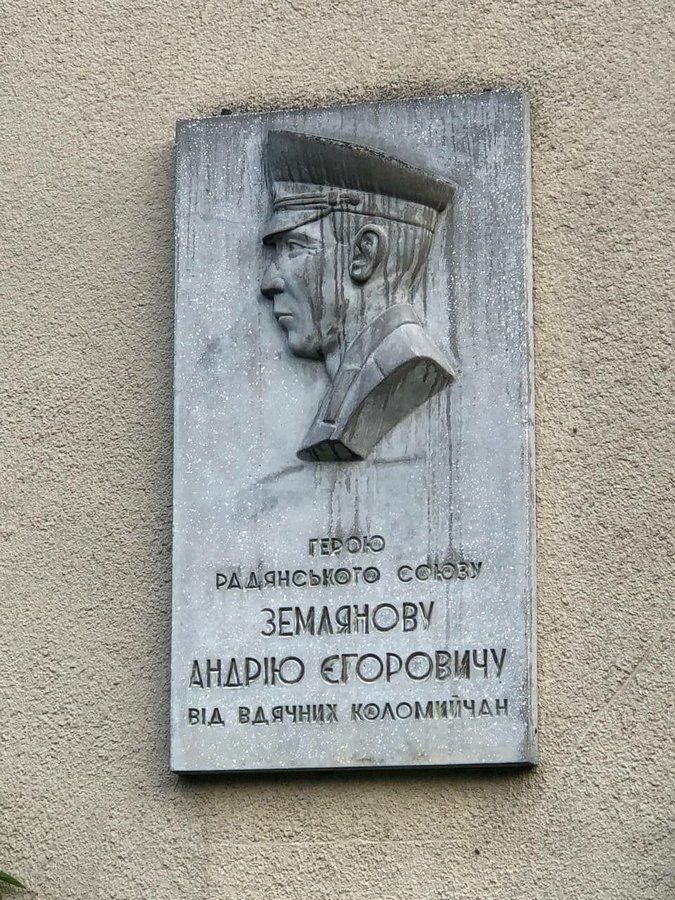 ГЕРОЮ
РАДЯНСЬКОГО СОЮЗУ
ЗЕМЛЯНОВУ
АНДРІЮ ЄГОРОВИЧУ
ВІД ВДЯЧНИХ КОЛОМИЙЧАН